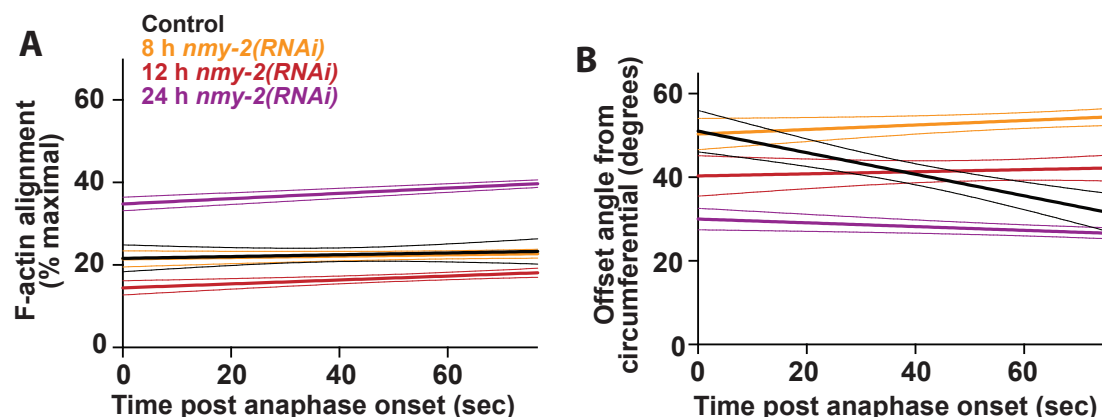 A
Control
8 h nmy-2(RNAi)
12 h nmy-2(RNAi)
24 h nmy-2(RNAi)
F-actin alignment
(% maximal)
60
40
20
0
0 20 40 60
Time post anaphase onset (sec)
B
Offset angle from
circumferential (degrees)
60
40
20
0
0 20 40 60
Time post anaphase onset (sec)